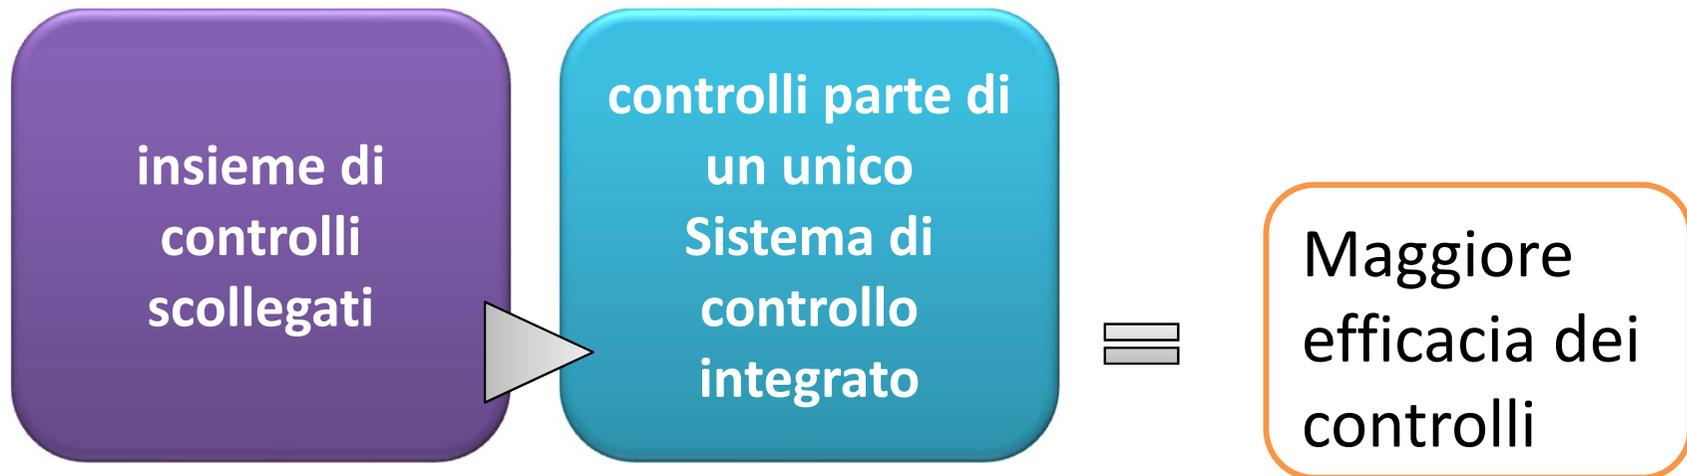 insieme di
controlli
scollegati
controlli parte di
un unico
Sistema di
controllo
integrato
Maggiore
efficacia dei
controlli